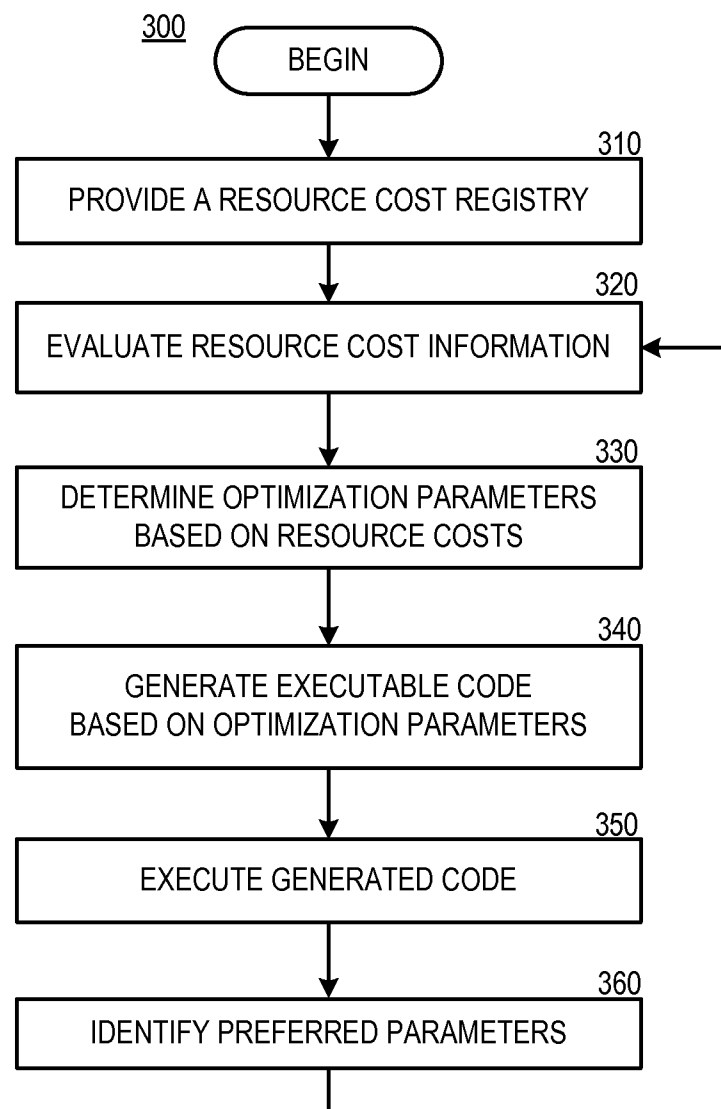 300
BEGIN
310
PROVIDE A RESOURCE COST REGISTRY
320
EVALUATE RESOURCE COST INFORMATION
330
DETERMINE OPTIMIZATION PARAMETERS
BASED ON RESOURCE COSTS
340
GENERATE EXECUTABLE CODE
BASED ON OPTIMIZATION PARAMETERS
350
EXECUTE GENERATED CODE
360
IDENTIFY PREFERRED PARAMETERS